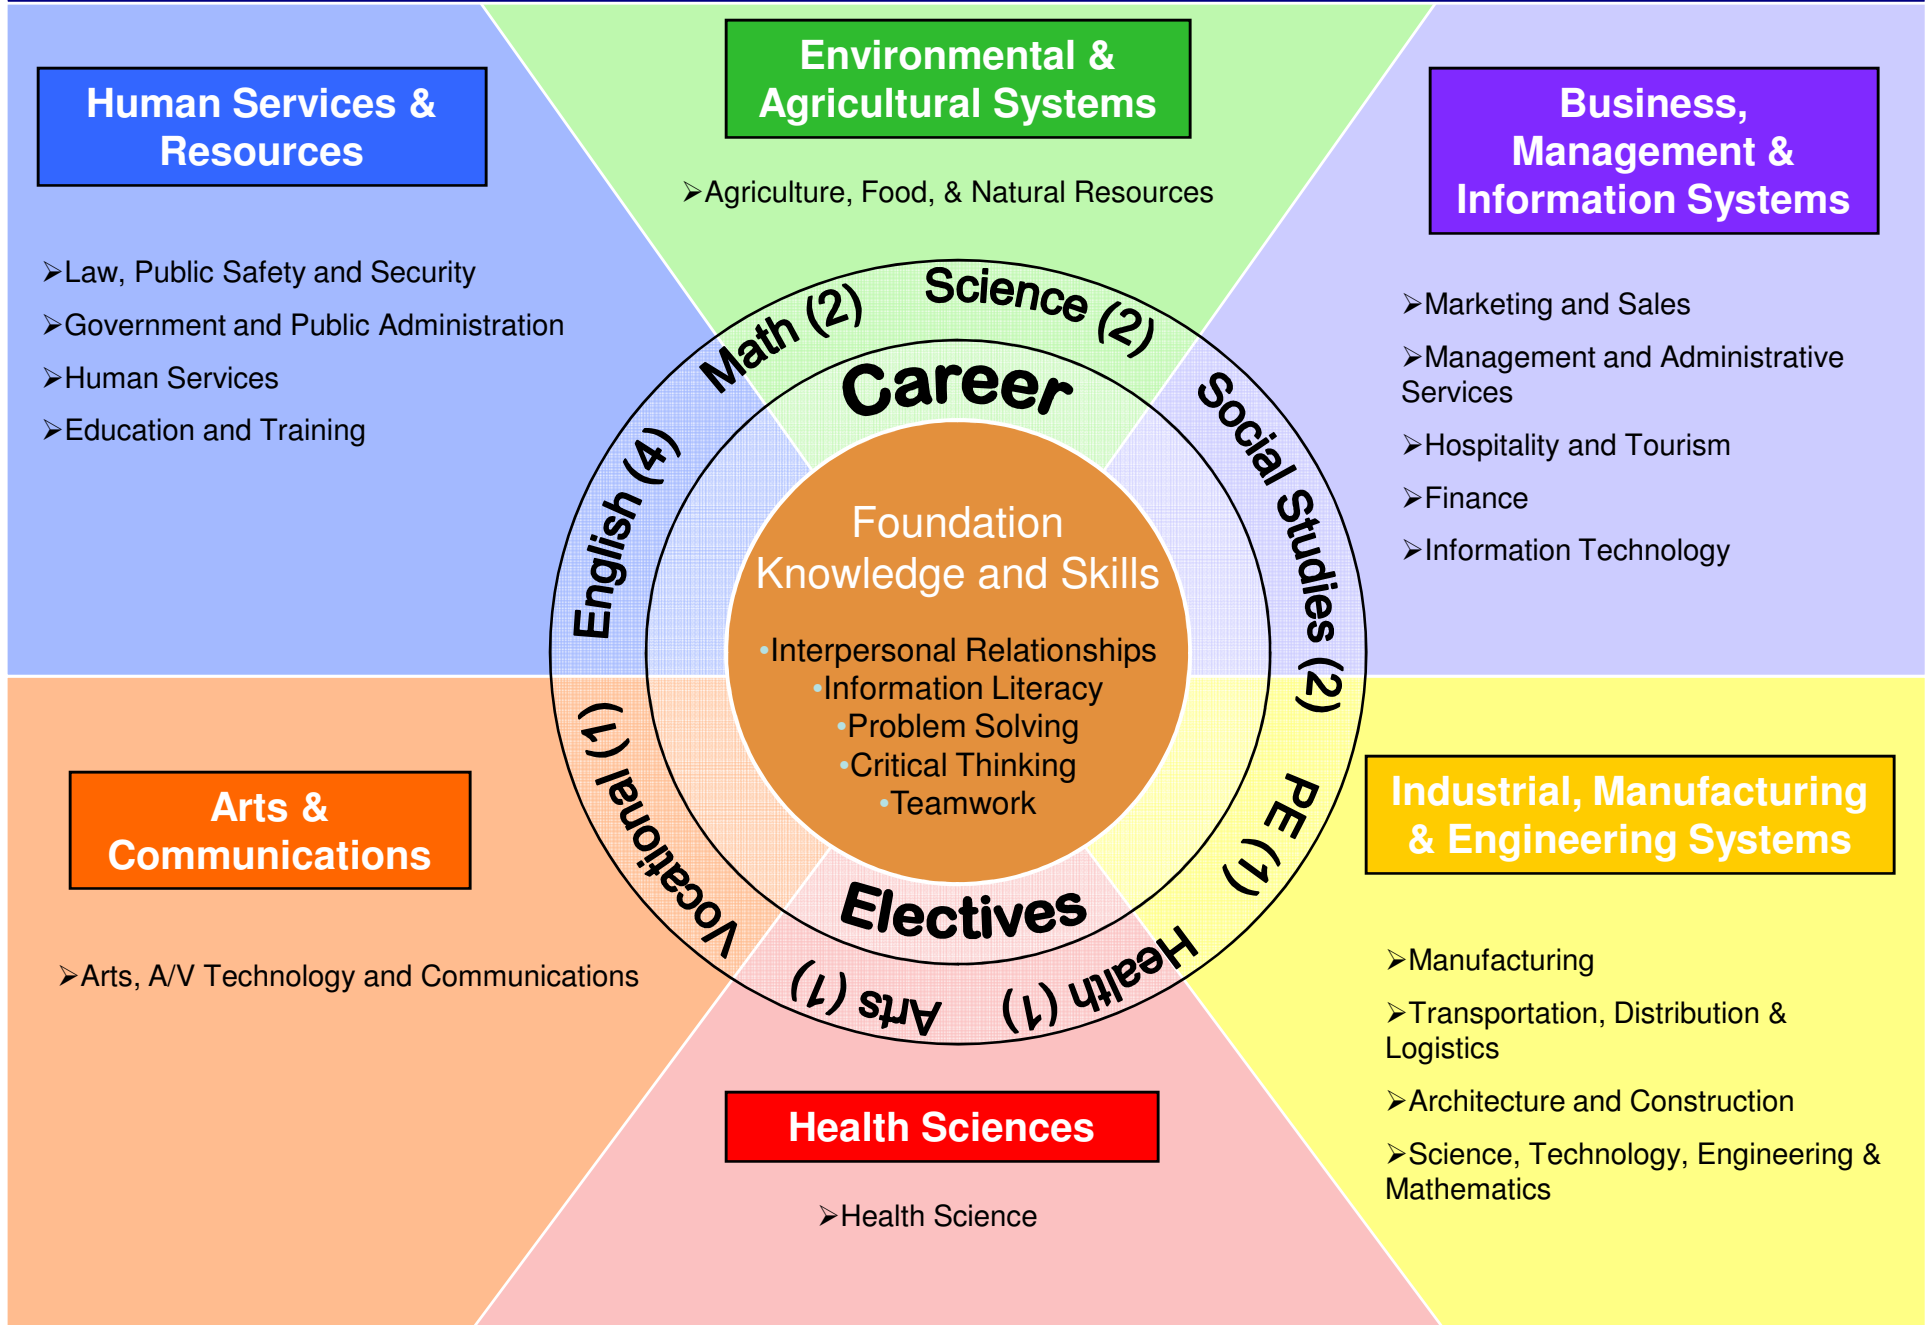 Human Services &
Resources
➢Law, Public Safety and Security
➢Government and Public Administration
➢Human Services
➢Education and Training
Environmental &
Agricultural Systems
➢Agriculture, Food, & Natural Resources
Business,
Management &
Information Systems
➢Marketing and Sales
➢Management and Administrative
Services
➢Hospitality and Tourism
➢Finance
➢Information Technology
English (4)
Math (2)
Science (2)
Social Studies (2)
PE (1)
Health (1)
Arts (1)
Vocational (1)
Career
Electives
Foundation
Knowledge and Skills
•Interpersonal Relationships
•Information Literacy
•Problem Solving
•Critical Thinking
•Teamwork
Arts &
Communications
➢Arts, A/V Technology and Communications
Health Sciences
➢Health Science
Industrial, Manufacturing
& Engineering Systems
➢Manufacturing
➢Transportation, Distribution &
Logistics
➢Architecture and Construction
➢Science, Technology, Engineering &
Mathematics